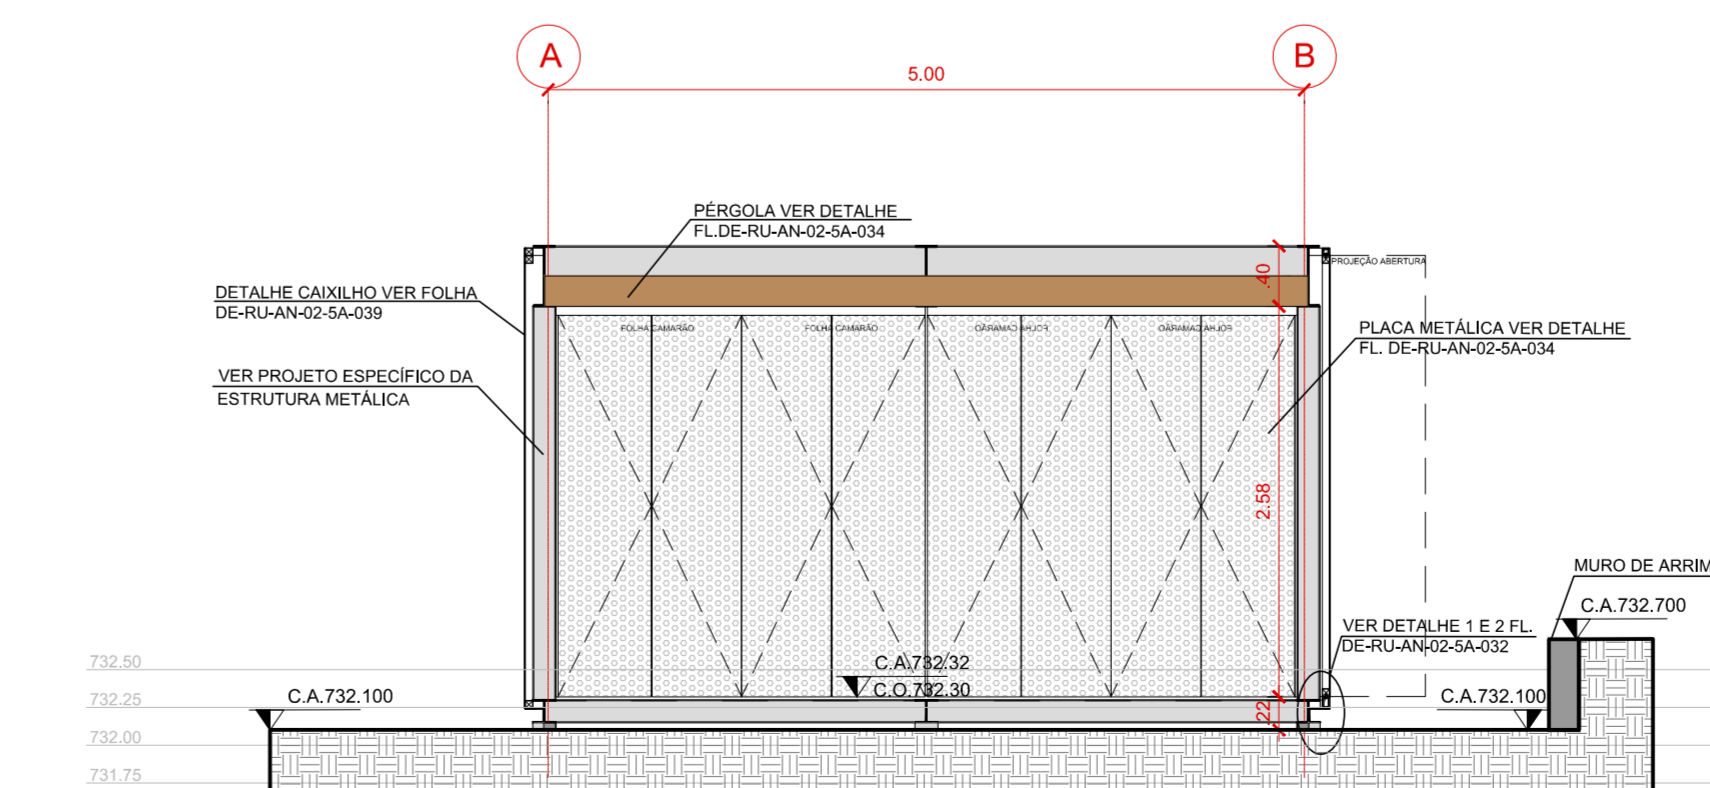 A
B
5.00
PÉRGOLA VER DETALHE
FL.DE-RU-AN-02-5A-034
.40
PROJEÇÃO ABERTURA
DETALHE CAIXILHO VER FOLHA
DE-RU-AN-02-5A-039
FOLHA CAMARÃO
FOLHA CAMARÃO
FOLHA CAMARÃO
FOLHA CAMARÃO
PLACA METÁLICA VER DETALHE
FL. DE-RU-AN-02-5A-034
VER PROJETO ESPECÍFICO DA
ESTRUTURA METÁLICA
2.58
MURO DE ARRIM
C.A.732.700
VER DETALHE 1 E 2 FL.
DE-RU-AN-02-5A-032
732.50
C.A.732.32
C.O.732.30
C.A.732.100
C.A.732.100
732.25
.22
732.00
731.75